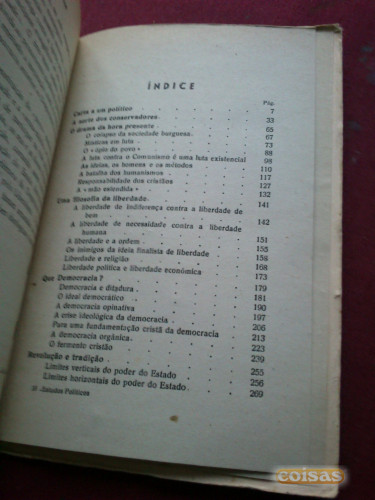 ÍNDICE
Pág.
Carta a um político 7
A sorte dos conservadores 33
O drama da hora presente 65
O colapso da sociedade burguesa 67
Místicas em luta 73
O «ópio do povo» 88
A luta contra o Comunismo é uma luta existencial 98
As ideias, os homens e os métodos 110
A batalha dos humanismos 117
Responsabilidade dos cristãos 127
A «mão estendida» 132
Uma filosofia da liberdade 141
A liberdade de indiferença contra a liberdade de
bem 142
A liberdade de necessidade contra a liberdade
humana 151
A liberdade e a ordem 155
Os inimigos da ideia finalista de liberdade 158
Liberdade e religião 168
Liberdade política e liberdade económica 173
Que Democracia? 179
Democracia e ditadura 181
O ideal democrático 190
A democracia opinativa 197
A crise ideológica da democracia 206
Para uma fundamentação cristã da democracia 213
A democracia orgânica 223
O fermento cristão 239
Revolução e tradição 255
Limites verticais do poder do Estado 256
Limites horizontais do poder do Estado 269
Estudos Políticos
coisas